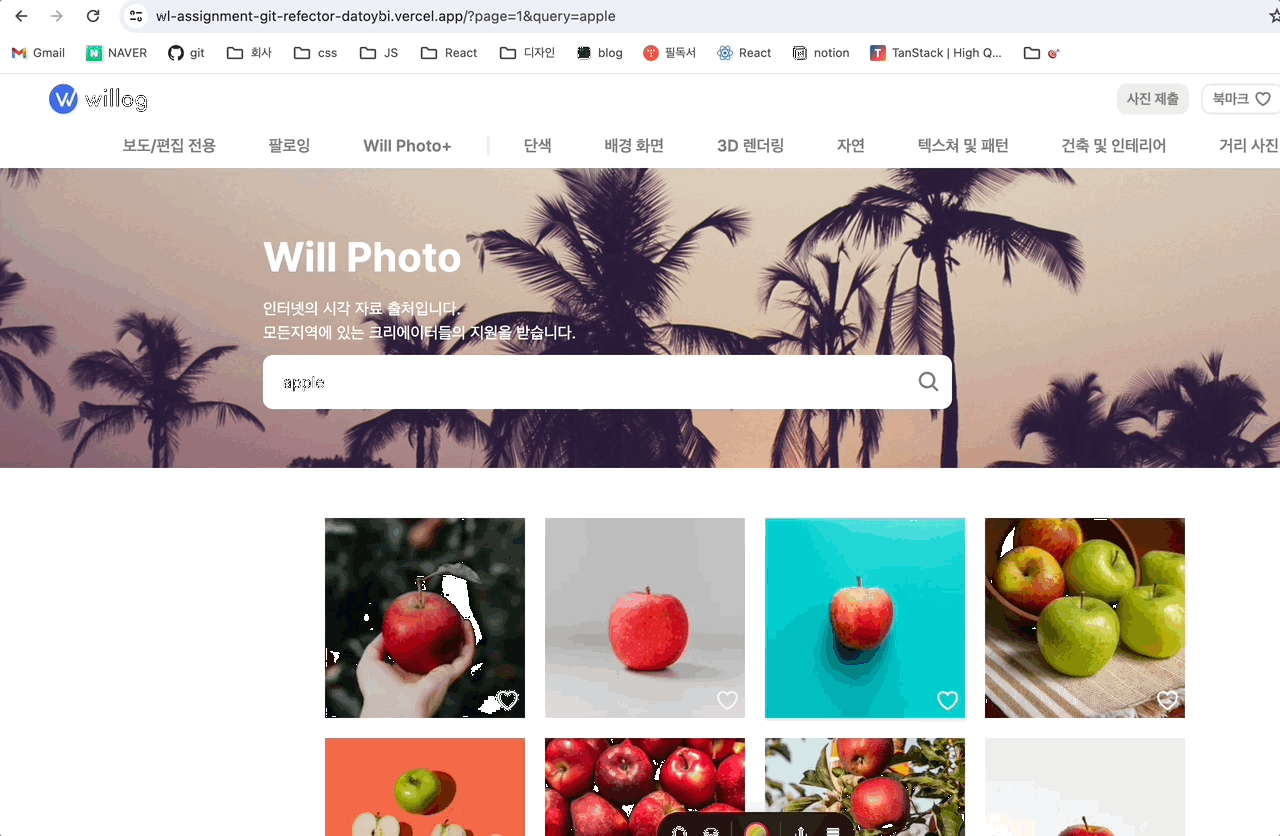 wl-assignment-git-refector-datoybi.vercel.app/?page=1&query=apple
Gmail NAVER git 회사 css JS React 디자인 blog 필독서 React notion TanStack | High Q...
willog 사진 제출 북마크
보도/편집 전용 팔로잉 Will Photo+ 단색 배경 화면 3D 렌더링 자연 텍스쳐 및 패턴 건축 및 인테리어 거리 사진
Will Photo
인터넷의 시각 자료 출처입니다.
모든지역에 있는 크리에이터들의 지원을 받습니다.
apple